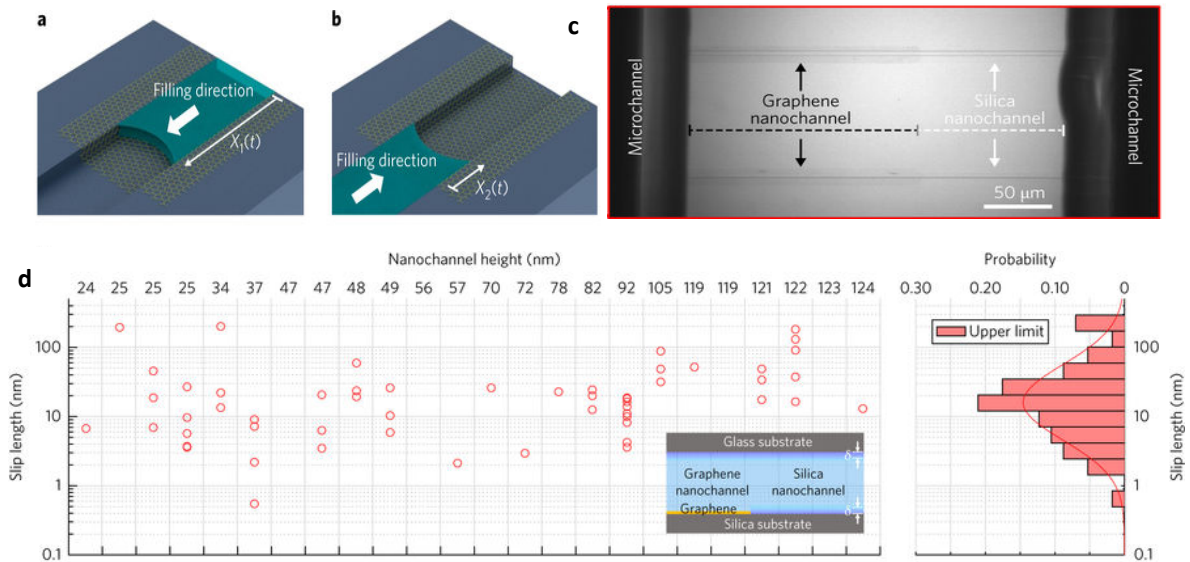 a
Filling direction
X₁(t)
b
Filling direction
X₂(t)
c
Microchannel
Graphene
nanochannel
Silica
nanochannel
Microchannel
50 μm
d
Nanochannel height (nm)
24 25 25 25 34 37 47 47 48 49 56 57 70 72 78 82 92 105 119 119 121 122 123 124
Slip length (nm)
100
10
1
0.1
Glass substrate
δ
Graphene
nanochannel
Silica
nanochannel
Graphene
δ
Silica substrate
Probability
0.30 0.20 0.10 0
Upper limit
100
10
1
0.1
Slip length (nm)